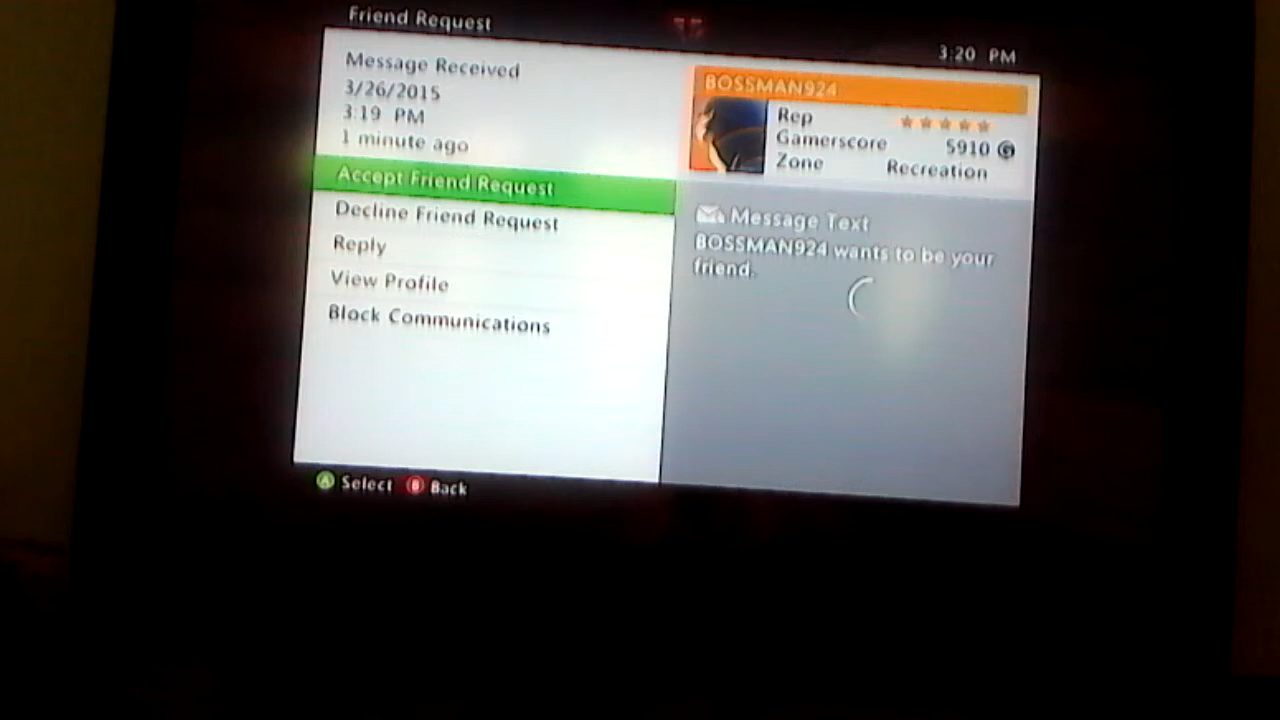 Friend Request
3:20 PM
Message Received
3/26/2015
3:19 PM
1 minute ago
Accept Friend Request
Decline Friend Request
Reply
View Profile
Block Communications
BOSSMAN924
Rep
Gamerscore 5910 G
Zone Recreation
Message Text
BOSSMAN924 wants to be your
friend.
A Select B Back